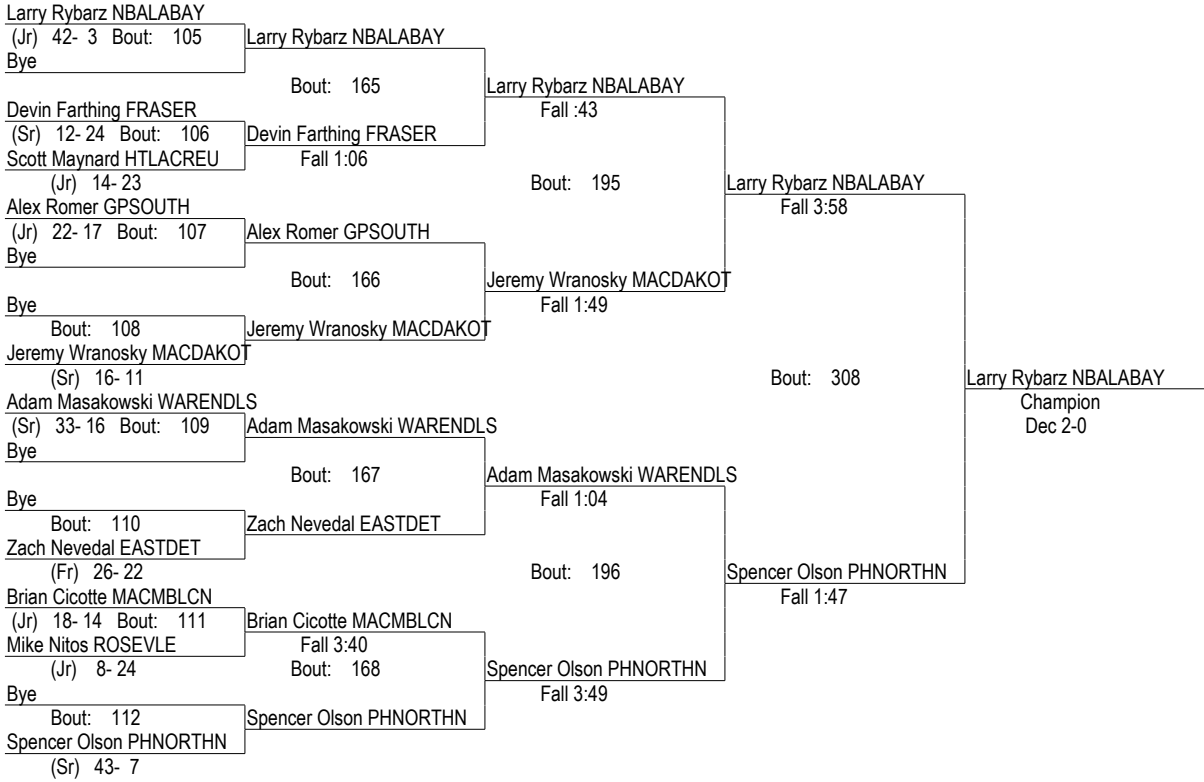 Larry Rybarz NBALABAY
(Jr) 42- 3 Bout: 105 Larry Rybarz NBALABAY
Bye
Bout: 165 Larry Rybarz NBALABAY
Devin Farthing FRASER Fall :43
(Sr) 12- 24 Bout: 106 Devin Farthing FRASER
Scott Maynard HTLACREU Fall 1:06
(Jr) 14- 23 Bout: 195 Larry Rybarz NBALABAY
Alex Romer GPSOUTH Fall 3:58
(Jr) 22- 17 Bout: 107 Alex Romer GPSOUTH
Bye
Bout: 166 Jeremy Wranosky MACDAKOT
Bye Fall 1:49
Bout: 108 Jeremy Wranosky MACDAKOT
Jeremy Wranosky MACDAKOT
(Sr) 16- 11 Bout: 308 Larry Rybarz NBALABAY
Adam Masakowski WARENDLS Champion
(Sr) 33- 16 Bout: 109 Adam Masakowski WARENDLS Dec 2-0
Bye
Bout: 167 Adam Masakowski WARENDLS
Bye Fall 1:04
Bout: 110 Zach Nevedal EASTDET
Zach Nevedal EASTDET
(Fr) 26- 22 Bout: 196 Spencer Olson PHNORTHN
Brian Cicotte MACMBLCN Fall 1:47
(Jr) 18- 14 Bout: 111 Brian Cicotte MACMBLCN
Mike Nitos ROSEVLE Fall 3:40
(Jr) 8- 24 Bout: 168 Spencer Olson PHNORTHN
Bye Fall 3:49
Bout: 112 Spencer Olson PHNORTHN
Spencer Olson PHNORTHN
(Sr) 43- 7